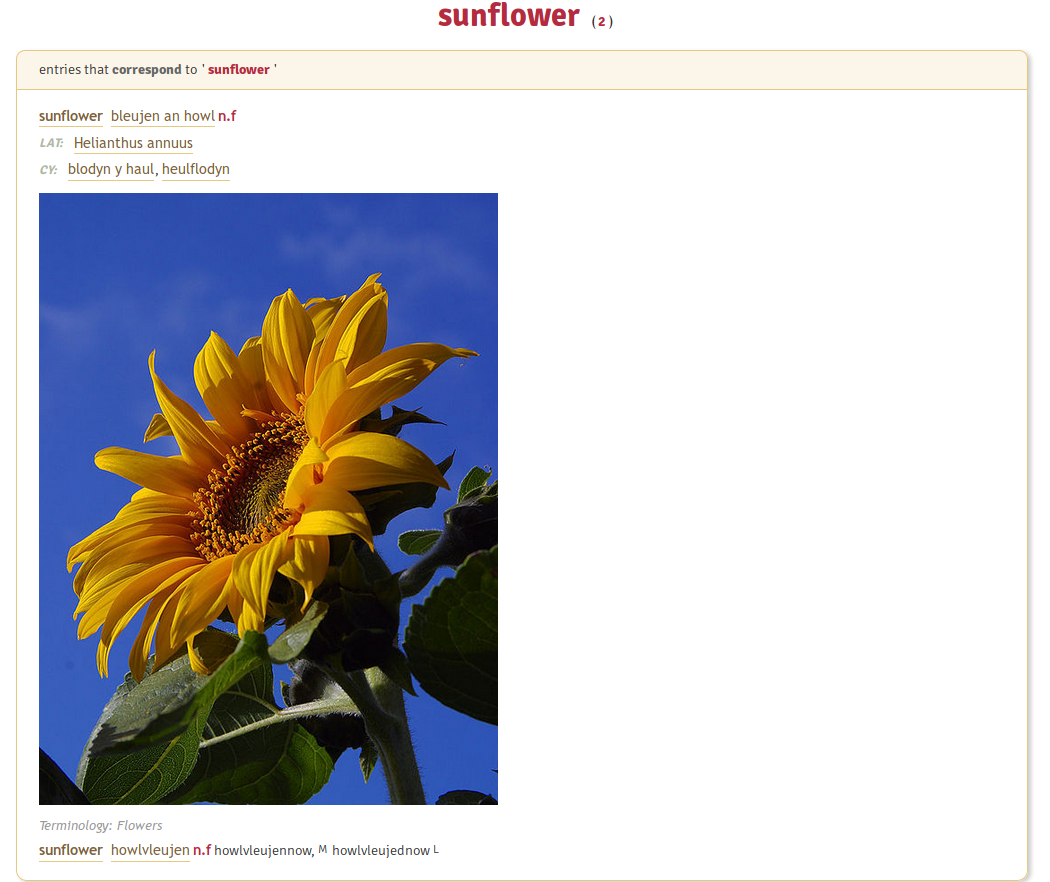 sunflower (2)
entries that correspond to ' sunflower '
sunflower bleujen an howl n.f
LAT: Helianthus annuus
CY: blodyn y haul, heulflodyn
Terminology: Flowers
sunflower howlvleujen n.f howlvleujennow, M howlvleujednow L